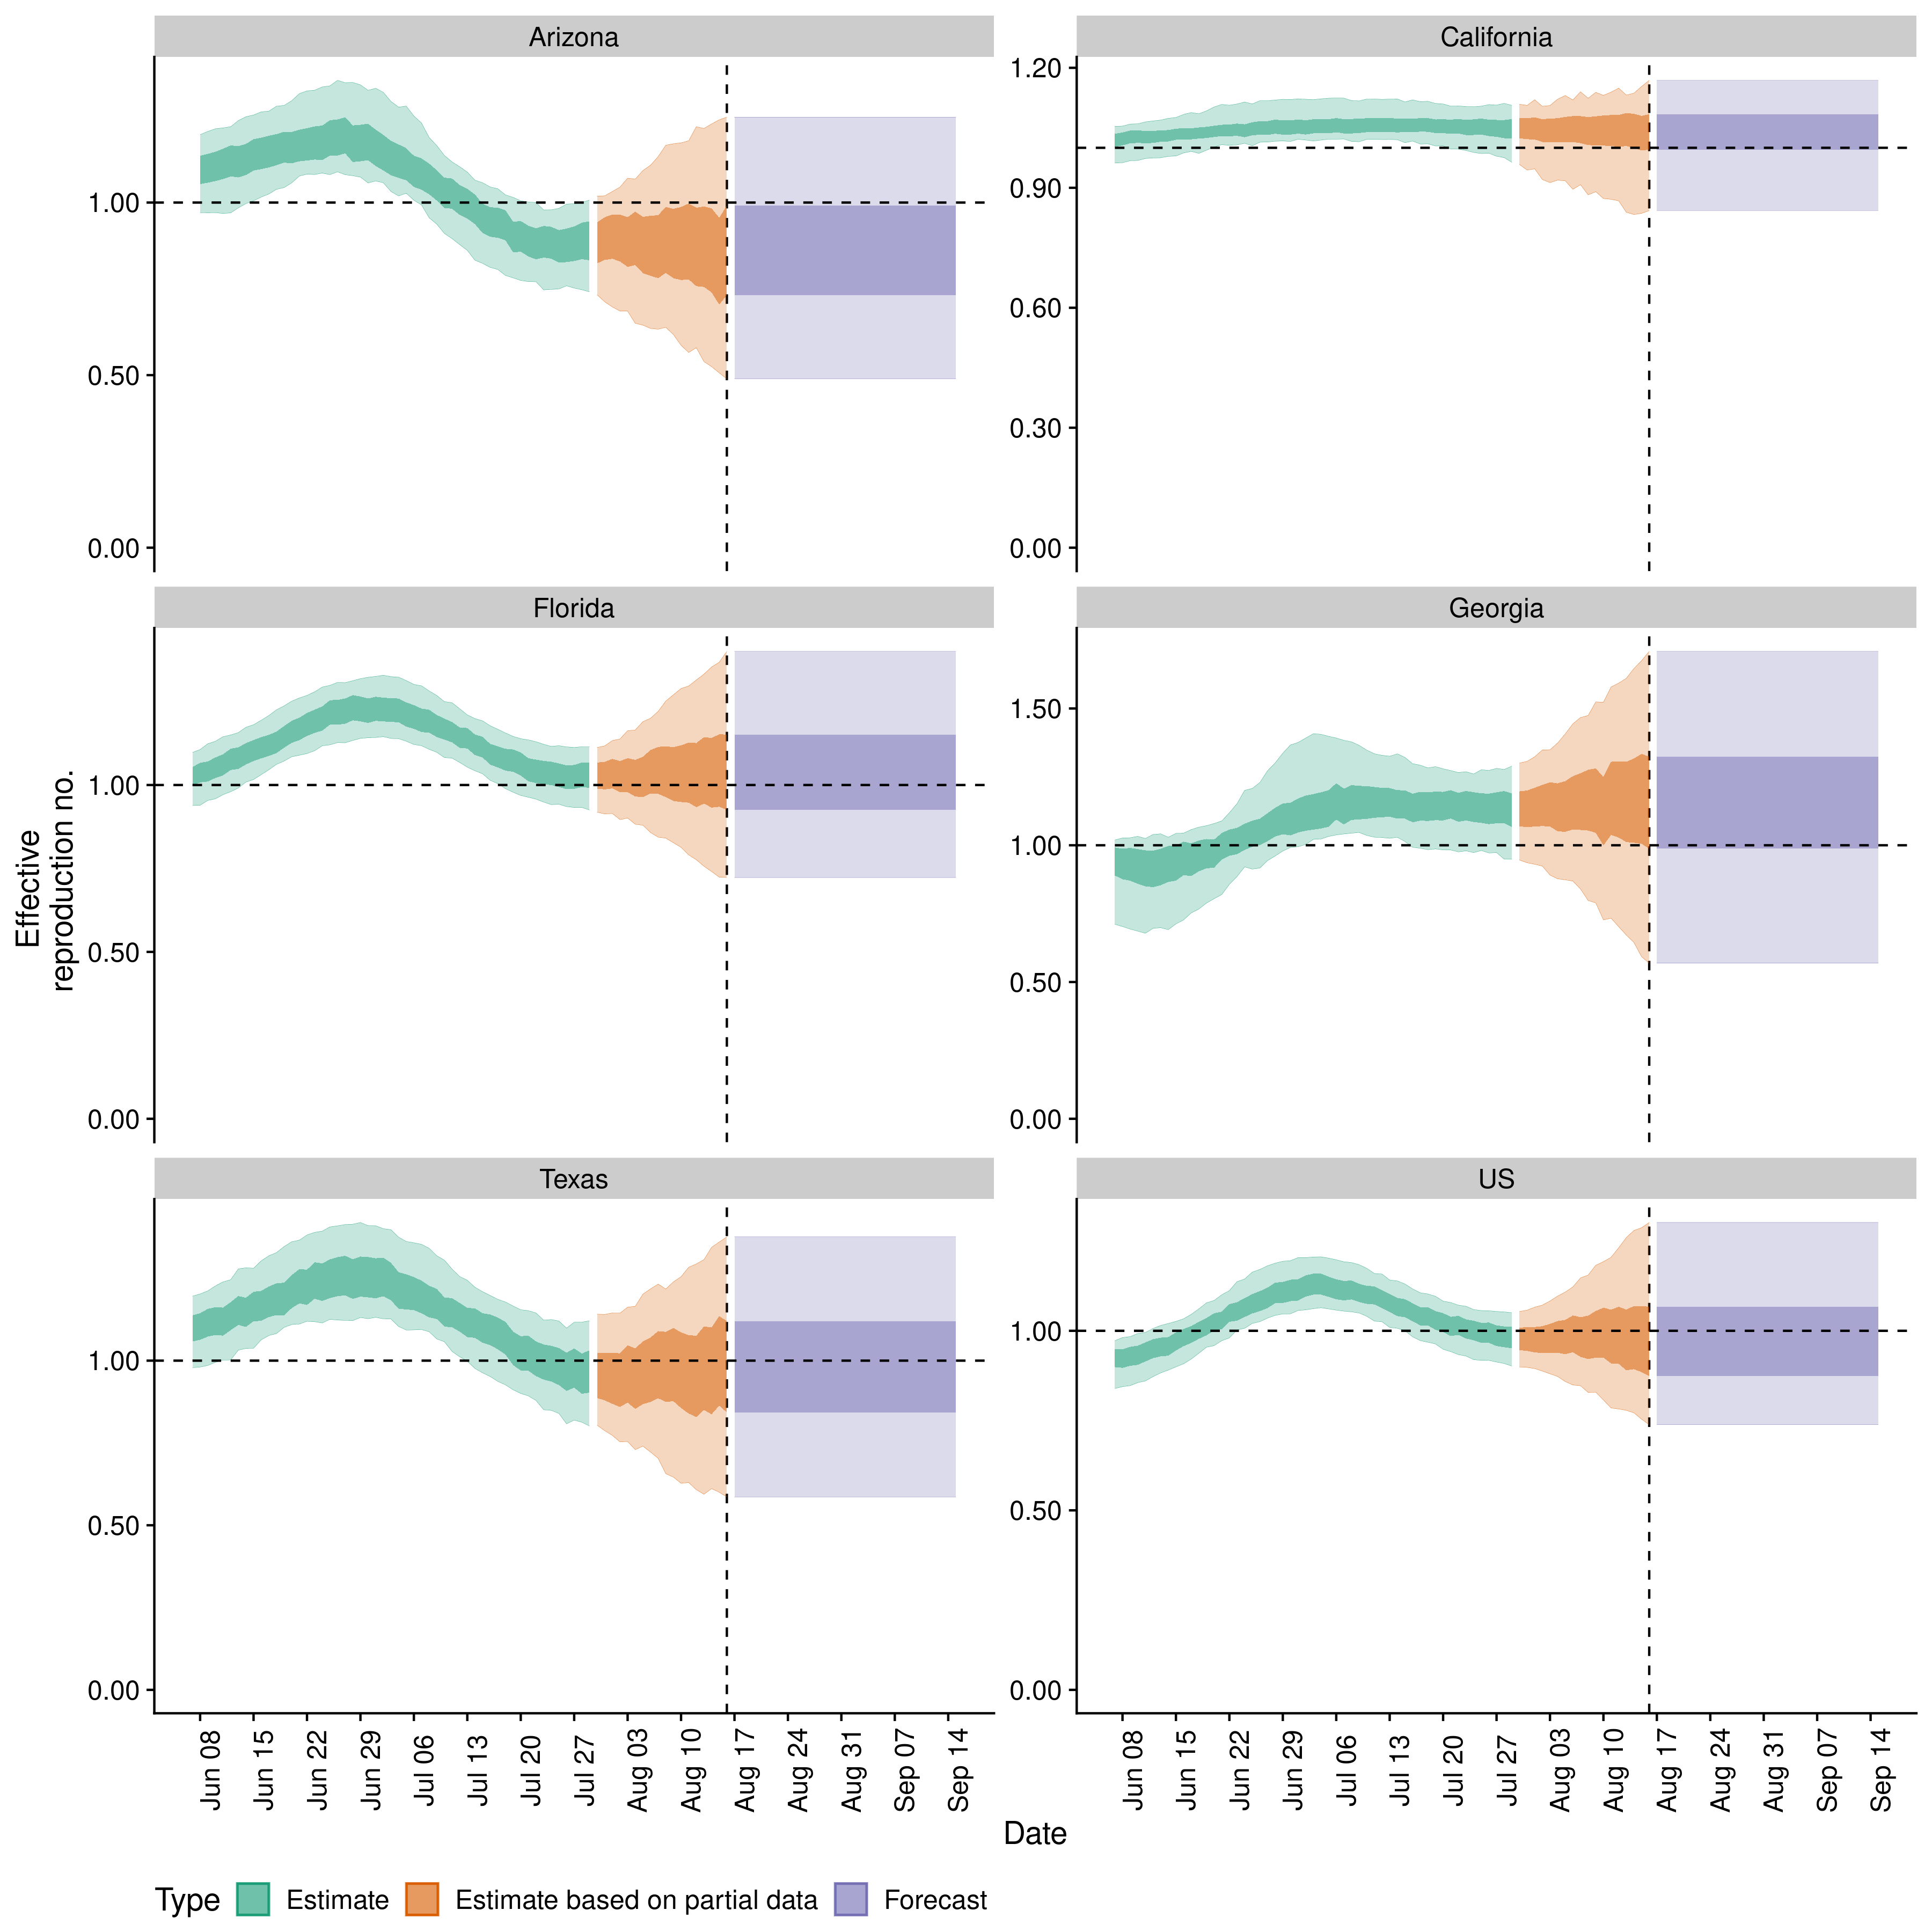 Arizona
California
1.00
0.50
0.00
1.20
0.90
0.60
0.30
0.00
Florida
Georgia
1.00
0.50
0.00
1.50
1.00
0.50
0.00
Effective
reproduction no.
Texas
US
1.00
0.50
0.00
1.00
0.50
0.00
Jun 08
Jun 15
Jun 22
Jun 29
Jul 06
Jul 13
Jul 20
Jul 27
Aug 03
Aug 10
Aug 17
Aug 24
Aug 31
Sep 07
Sep 14
Jun 08
Jun 15
Jun 22
Jun 29
Jul 06
Jul 13
Jul 20
Jul 27
Aug 03
Aug 10
Aug 17
Aug 24
Aug 31
Sep 07
Sep 14
Date
Type Estimate Estimate based on partial data Forecast